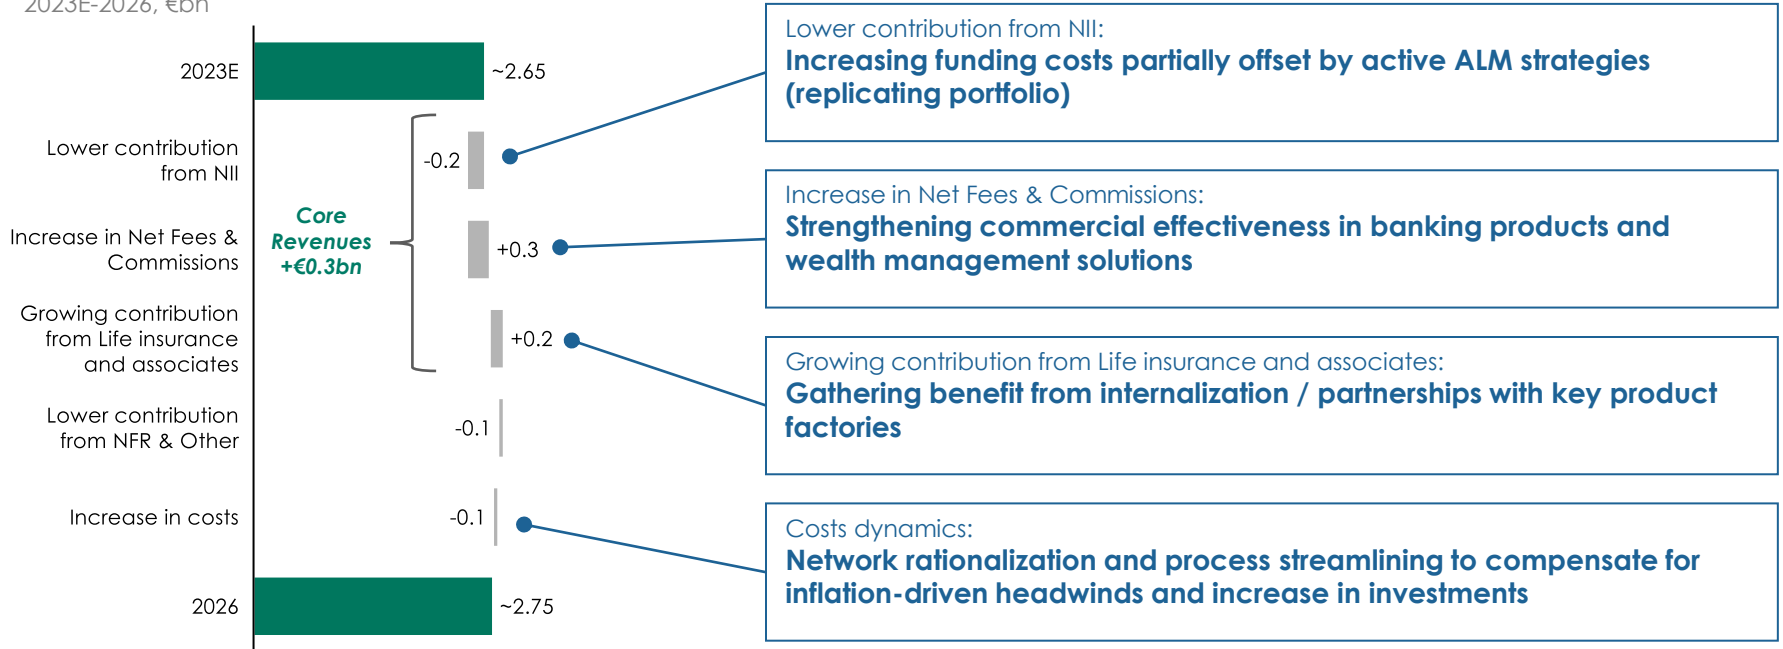 2023E-2026, €bn
2023E
~2.65
Lower contribution
from NII
-0.2
Increase in Net Fees &
Commissions
+0.3
Growing contribution
from Life insurance
and associates
+0.2
Core
Revenues
+€0.3bn
Lower contribution
from NFR & Other
-0.1
Increase in costs
-0.1
2026
~2.75
Lower contribution from NII:
Increasing funding costs partially offset by active ALM strategies
(replicating portfolio)
Increase in Net Fees & Commissions:
Strengthening commercial effectiveness in banking products and
wealth management solutions
Growing contribution from Life insurance and associates:
Gathering benefit from internalization / partnerships with key product
factories
Costs dynamics:
Network rationalization and process streamlining to compensate for
inflation-driven headwinds and increase in investments